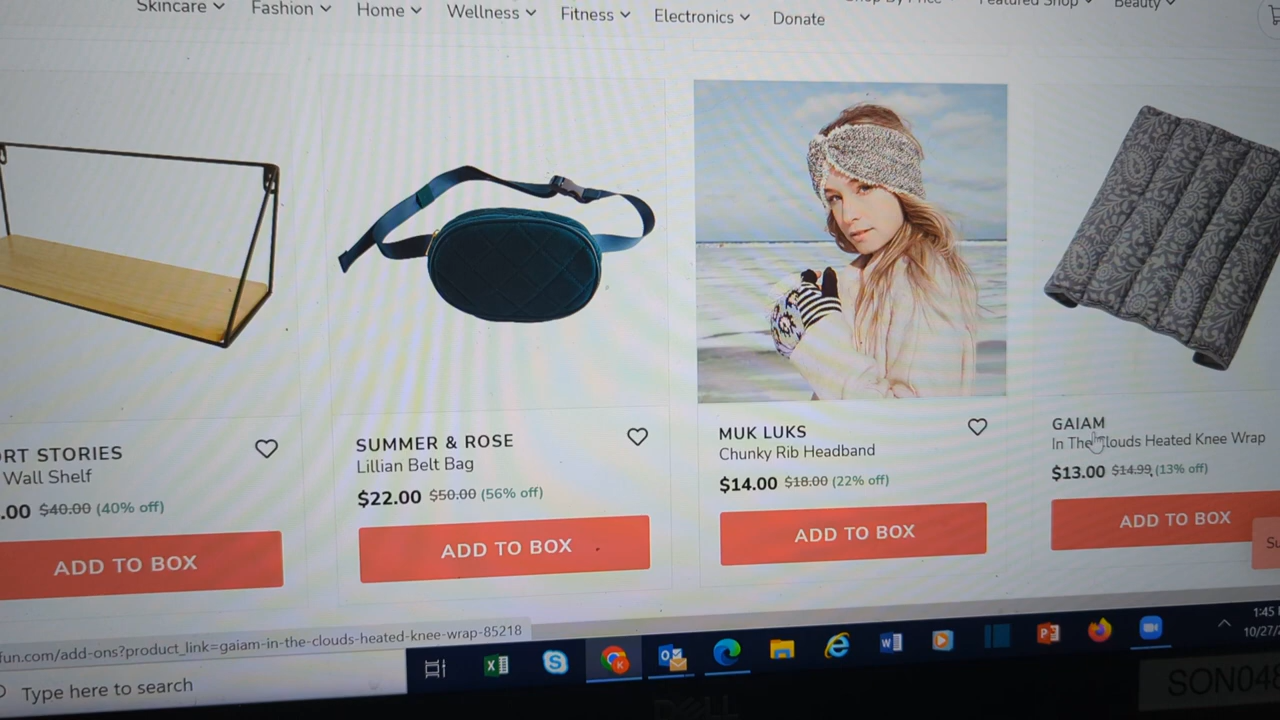 Skincare
Fashion
Home
Wellness
Fitness
Electronics
Donate
Beauty
ORT STORIES
Wall Shelf
.00 $40.00 (40% off)
ADD TO BOX
SUMMER & ROSE
Lillian Belt Bag
$22.00 $50.00 (56% off)
ADD TO BOX
MUK LUKS
Chunky Rib Headband
$14.00 $18.00 (22% off)
ADD TO BOX
GAIAM
In The Clouds Heated Knee Wrap
$13.00 $14.99 (13% off)
ADD TO BOX
Su
fun.com/add-ons?product_link=gaiam-in-the-clouds-heated-knee-wrap-85218
Type here to search
1:45
10/27/
DELL
SON048